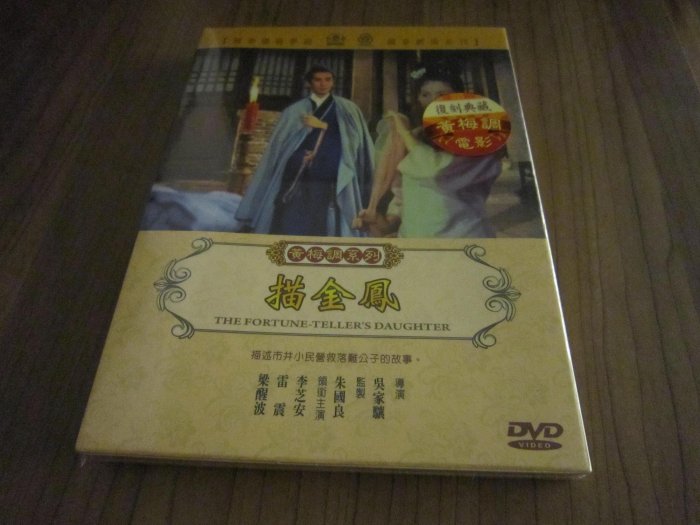 復刻典藏
黃梅調
電影
黃梅調系列
描金鳳
THE FORTUNE-TELLER'S DAUGHTER
描述市井小民營救落難公子的故事。
導演
吳家驤
監製
朱國良
領銜主演
李芝安
雷震
梁醒波
DVD
VIDEO